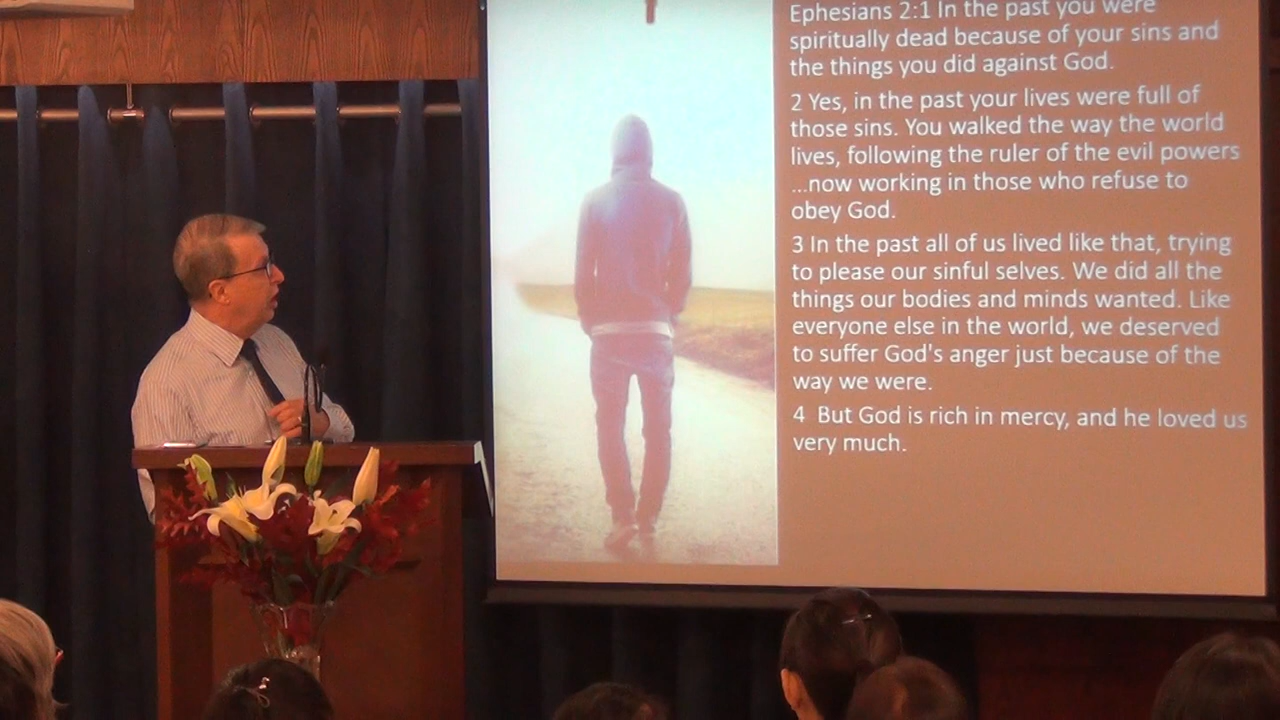 Ephesians 2:1 In the past you were
spiritually dead because of your sins and
the things you did against God.
2 Yes, in the past your lives were full of
those sins. You walked the way the world
lives, following the ruler of the evil powers
...now working in those who refuse to
obey God.
3 In the past all of us lived like that, trying
to please our sinful selves. We did all the
things our bodies and minds wanted. Like
everyone else in the world, we deserved
to suffer God's anger just because of the
way we were.
4 But God is rich in mercy, and he loved us
very much.